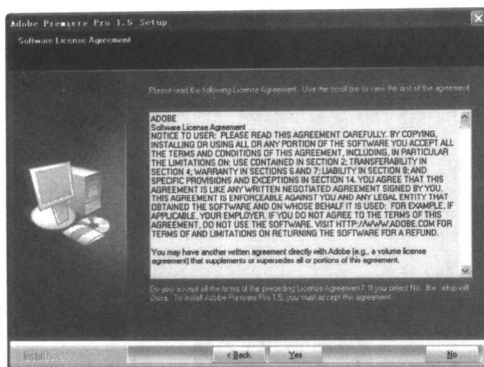 Adobe Premiere Pro 1.5 Setup
Software License Agreement
Please read the following License Agreement. Use the scroll bar to view the rest of the agreement.
ADOBE
Software License Agreement
NOTICE TO USER: PLEASE READ THIS AGREEMENT CAREFULLY. BY COPYING,
INSTALLING OR USING ALL OR ANY PORTION OF THE SOFTWARE YOU ACCEPT ALL
THE TERMS AND CONDITIONS OF THIS AGREEMENT, INCLUDING, IN PARTICULAR
THE LIMITATIONS ON: USE CONTAINED IN SECTION 2; TRANSFERABILITY IN
SECTION 4; WARRANTY IN SECTIONS 6 AND 7; LIABILITY IN SECTION 8; AND
SPECIFIC PROVISIONS AND EXCEPTIONS IN SECTION 14. YOU AGREE THAT THIS
AGREEMENT IS LIKE ANY WRITTEN NEGOTIATED AGREEMENT SIGNED BY YOU.
THIS AGREEMENT IS ENFORCEABLE AGAINST YOU AND ANY LEGAL ENTITY THAT
OBTAINED THE SOFTWARE AND ON WHOSE BEHALF IT IS USED: FOR EXAMPLE, IF
APPLICABLE, YOUR EMPLOYER. IF YOU DO NOT AGREE TO THE TERMS OF THIS
AGREEMENT, DO NOT USE THE SOFTWARE. VISIT HTTP://WWW.ADOBE.COM FOR
TERMS OF AND LIMITATIONS ON RETURNING THE SOFTWARE FOR A REFUND.
You may have another written agreement directly with Adobe (e.g., a volume license
agreement) that supplements or supersedes all or portions of this agreement.
Do you accept all the terms of the preceding License Agreement? If you select No, the setup will
close. To install Adobe Premiere Pro 1.5, you must accept this agreement.
< Back
Yes
No